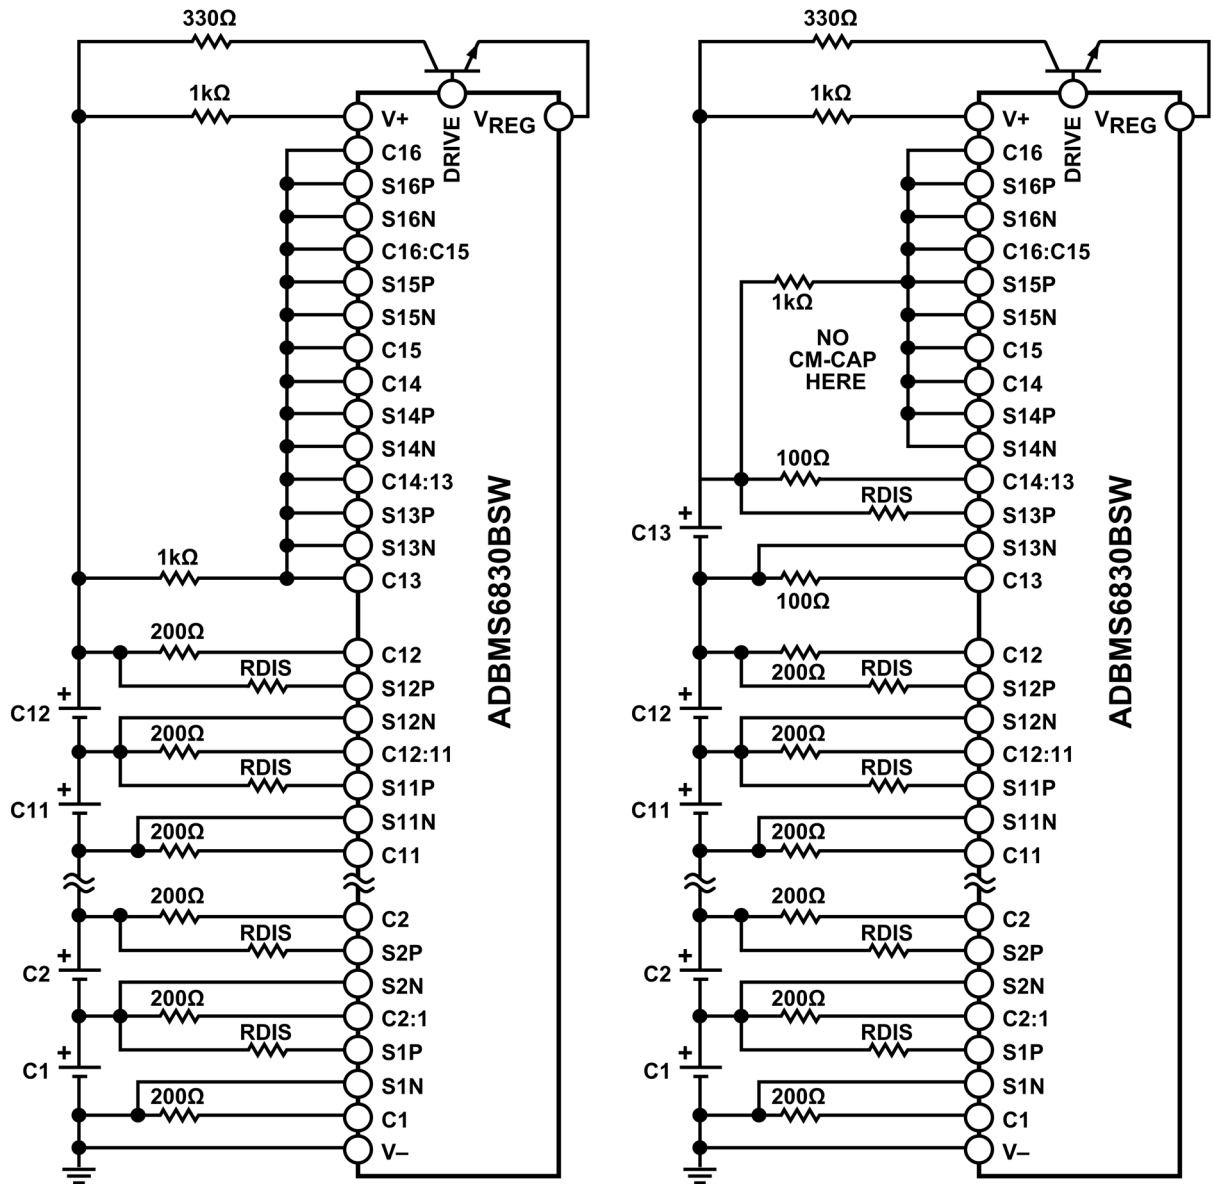 330Ω
1kΩ
V+
DRIVE
VREG
C16
S16P
S16N
C16:C15
S15P
S15N
C15
C14
S14P
S14N
C14:13
S13P
S13N
1kΩ
C13
ADBMS6830BSW
200Ω
C12
RDIS
S12P
C12
+
S12N
200Ω
C12:11
RDIS
S11P
C11
+
S11N
200Ω
C11
200Ω
C2
RDIS
S2P
C2
+
S2N
200Ω
C2:1
RDIS
S1P
C1
+
S1N
200Ω
C1
V–
330Ω
1kΩ
V+
DRIVE
VREG
C16
S16P
S16N
C16:C15
S15P
1kΩ
S15N
NO
CM-CAP
HERE
C15
C14
S14P
S14N
100Ω
C14:13
RDIS
S13P
C13
+
S13N
C13
100Ω
ADBMS6830BSW
C12
200Ω
RDIS
S12P
C12
+
S12N
200Ω
C12:11
RDIS
S11P
C11
+
S11N
200Ω
C11
200Ω
C2
RDIS
S2P
C2
+
S2N
200Ω
C2:1
RDIS
S1P
C1
+
S1N
200Ω
C1
V–